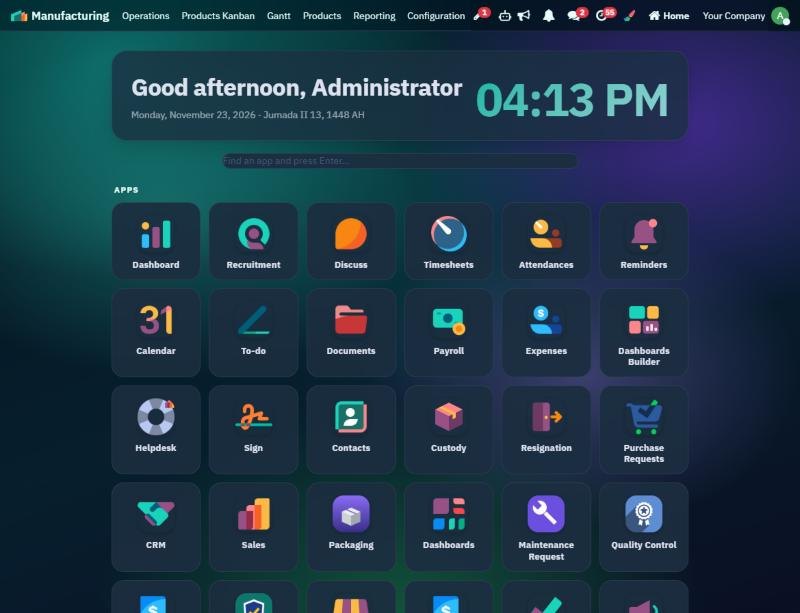 Manufacturing Operations Products Kanban Gantt Products Reporting Configuration 1 2 55 Home Your Company A
Good afternoon, Administrator
04:13 PM
Monday, November 23, 2026 - Jumada II 13, 1448 AH
Find an app and press Enter...
APPS
Dashboard
Recruitment
Discuss
Timesheets
Attendances
Reminders
31
Calendar
To-do
Documents
Payroll
$
Expenses
Dashboards
Builder
Helpdesk
Sign
Contacts
Custody
Resignation
Purchase
Requests
CRM
Sales
Packaging
Dashboards
Maintenance
Request
Quality Control
$
$